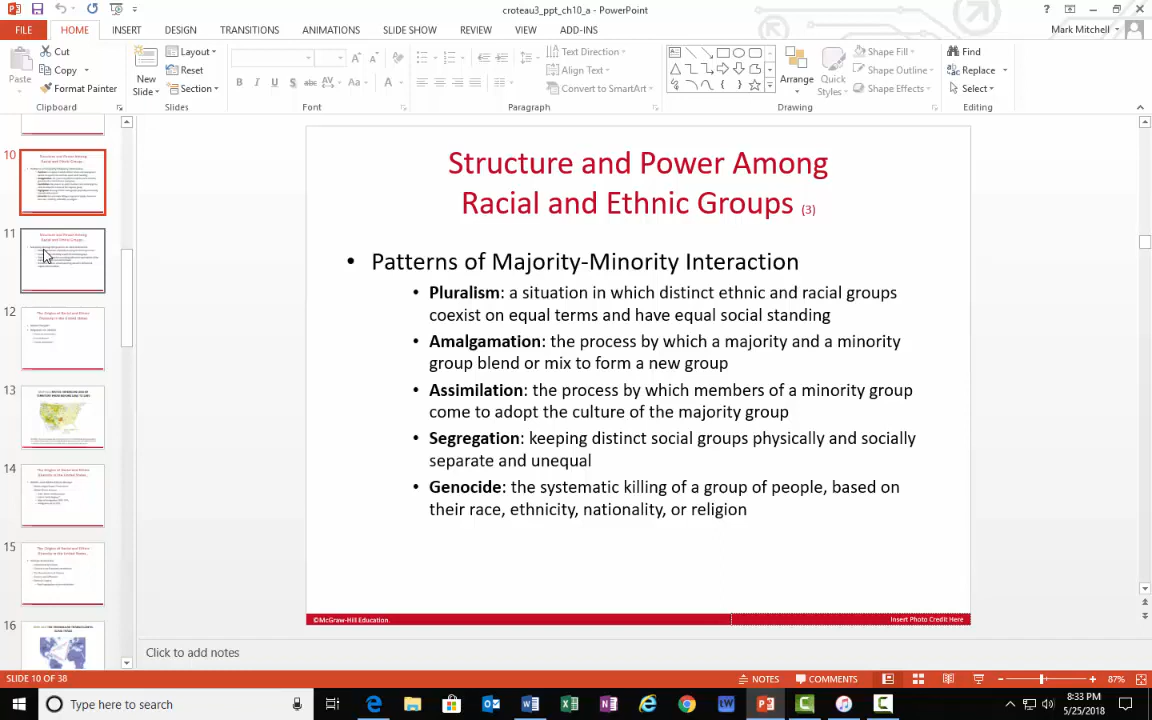 croteau3_ppt_ch10_a - PowerPoint
FILE HOME INSERT DESIGN TRANSITIONS ANIMATIONS SLIDE SHOW REVIEW VIEW ADD-INS Mark Mitchell
Paste Cut Copy Format Painter Clipboard
New Slide Layout Reset Section Slides
Font
Text Direction Align Text Convert to SmartArt Paragraph
Arrange Quick Styles Shape Fill Shape Outline Shape Effects Drawing
Find Replace Select Editing
10
11
12
13
14
15
16
Structure and Power Among
Racial and Ethnic Groups (3)
• Patterns of Majority-Minority Interaction
• Pluralism: a situation in which distinct ethnic and racial groups
coexist on equal terms and have equal social standing
• Amalgamation: the process by which a majority and a minority
group blend or mix to form a new group
• Assimilation: the process by which members of a minority group
come to adopt the culture of the majority group
• Segregation: keeping distinct social groups physically and socially
separate and unequal
• Genocide: the systematic killing of a group of people, based on
their race, ethnicity, nationality, or religion
©McGraw-Hill Education. Insert Photo Credit Here
Click to add notes
SLIDE 10 OF 38 NOTES COMMENTS 87%
Type here to search
8:33 PM
5/25/2018